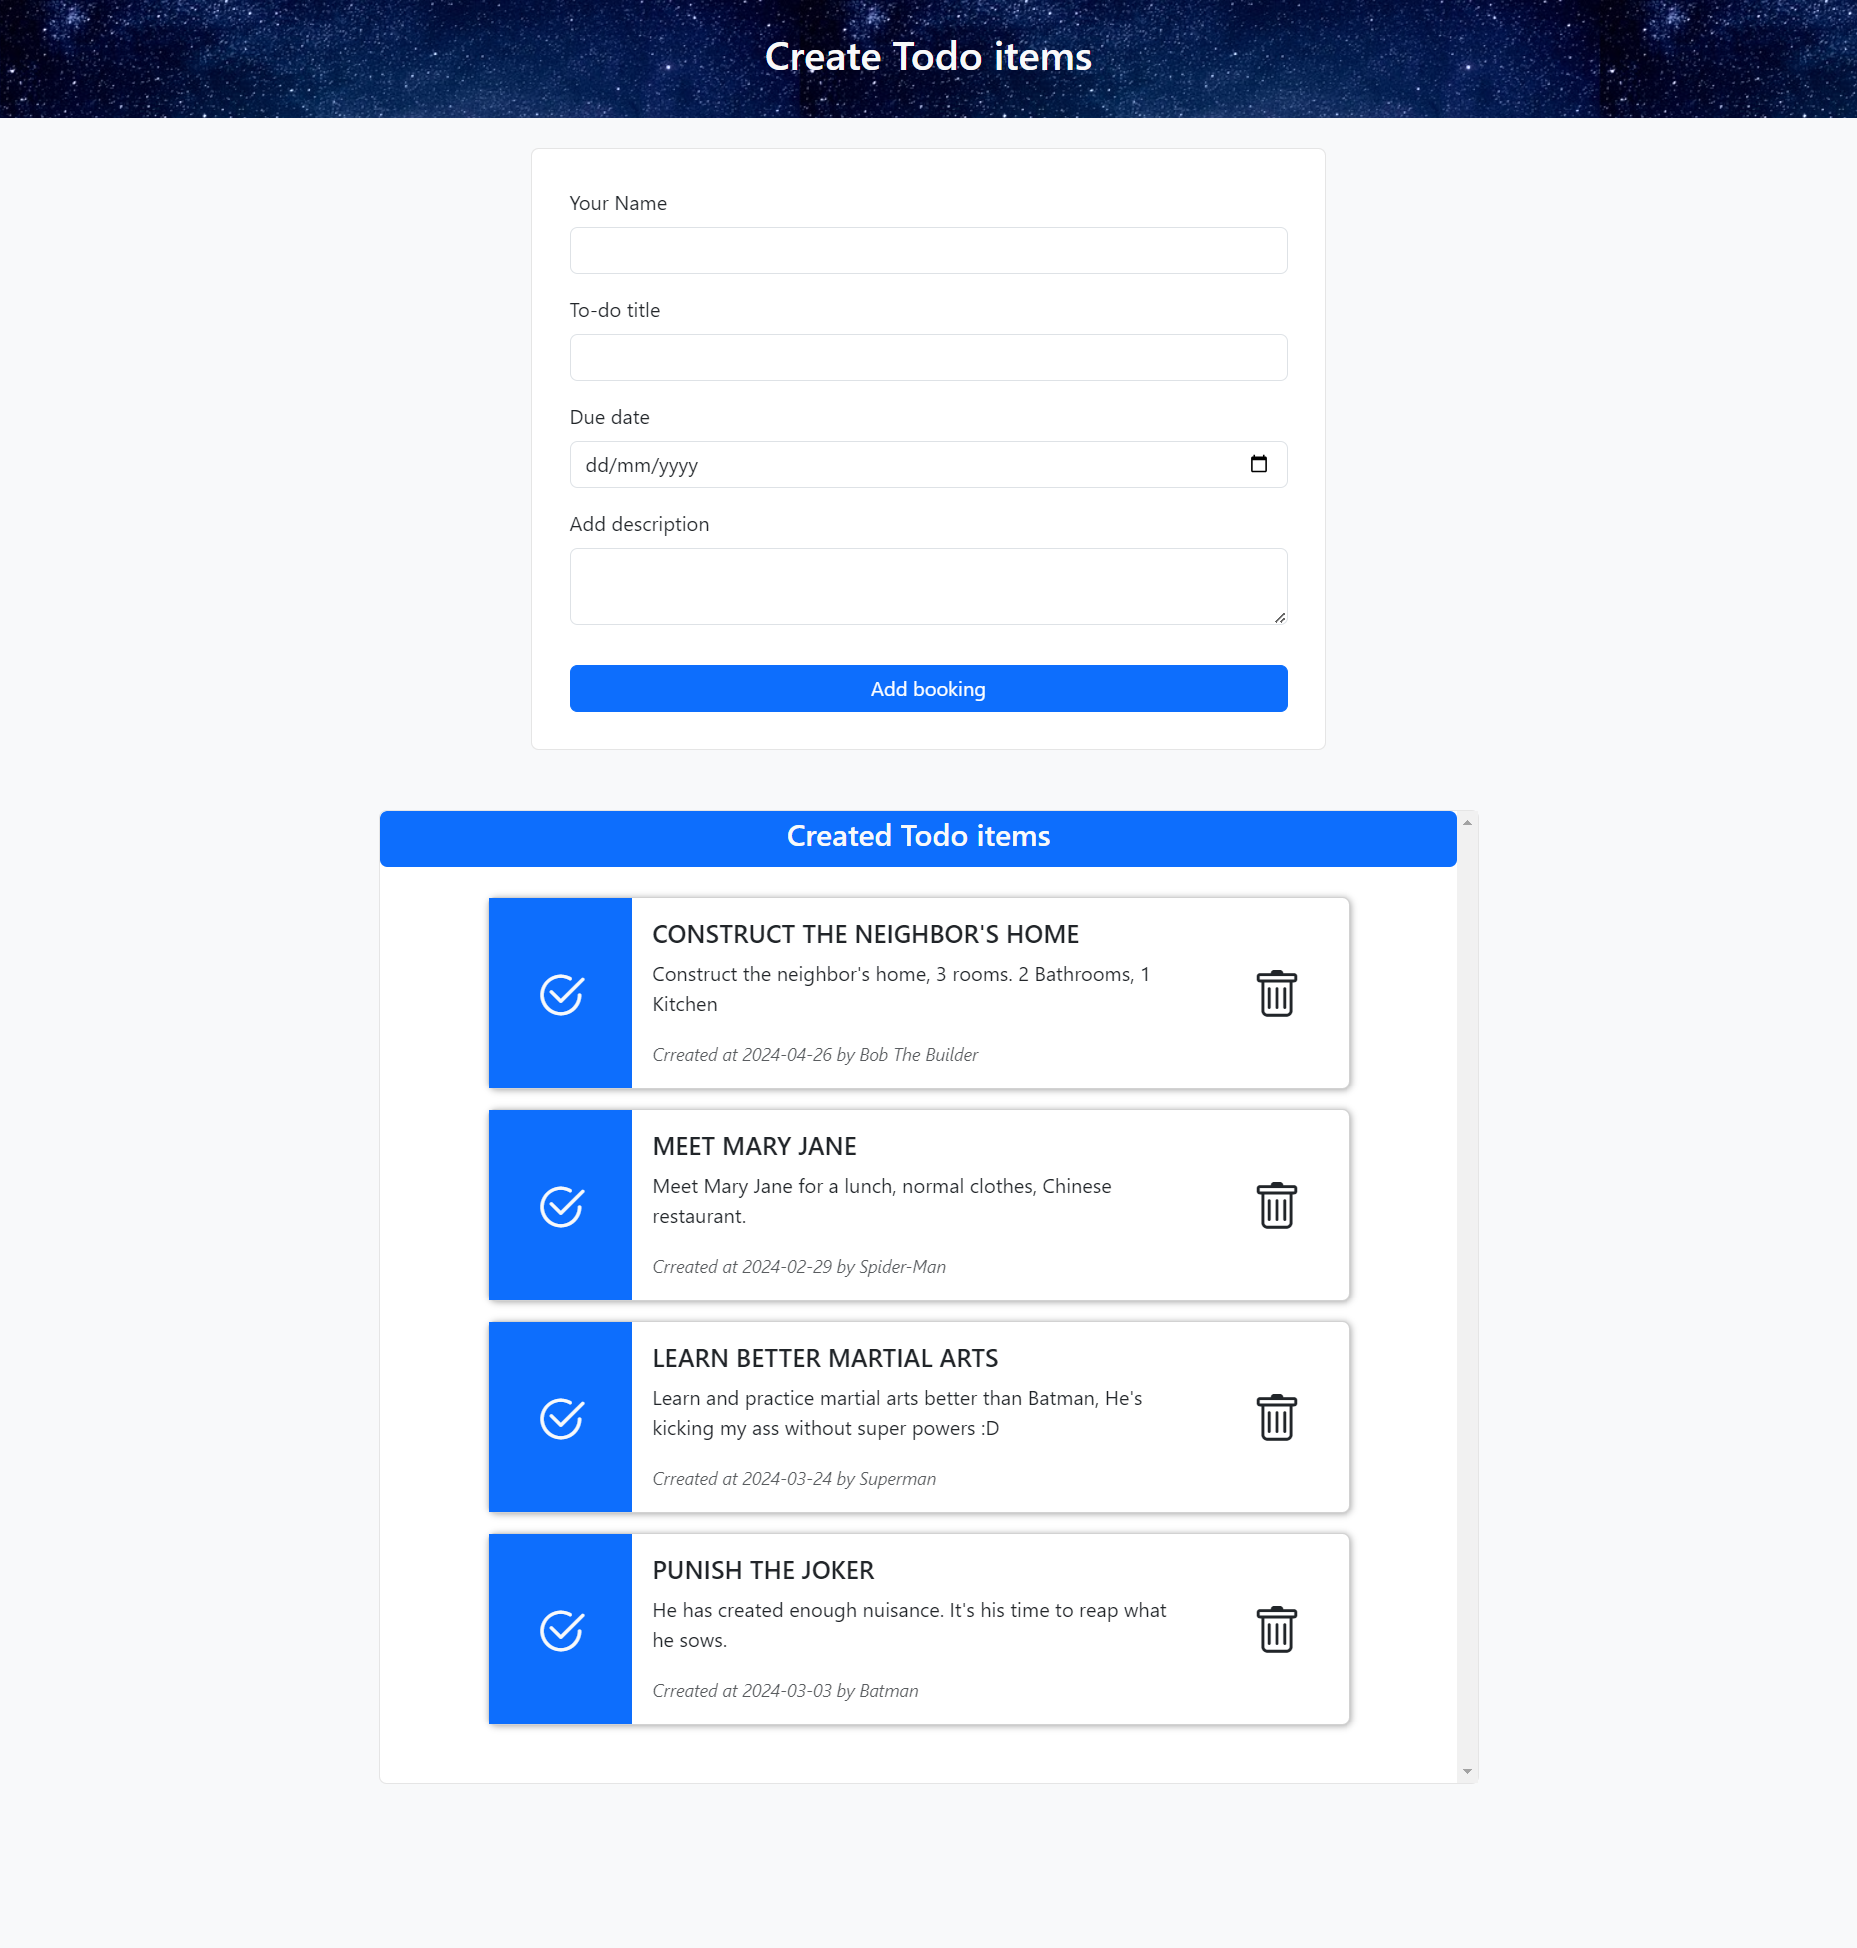 Create Todo items
Your Name
To-do title
Due date
dd/mm/yyyy
Add description
Add booking
Created Todo items
CONSTRUCT THE NEIGHBOR'S HOME
Construct the neighbor's home, 3 rooms. 2 Bathrooms, 1
Kitchen
Crreated at 2024-04-26 by Bob The Builder
MEET MARY JANE
Meet Mary Jane for a lunch, normal clothes, Chinese
restaurant.
Crreated at 2024-02-29 by Spider-Man
LEARN BETTER MARTIAL ARTS
Learn and practice martial arts better than Batman, He's
kicking my ass without super powers :D
Crreated at 2024-03-24 by Superman
PUNISH THE JOKER
He has created enough nuisance. It's his time to reap what
he sows.
Crreated at 2024-03-03 by Batman